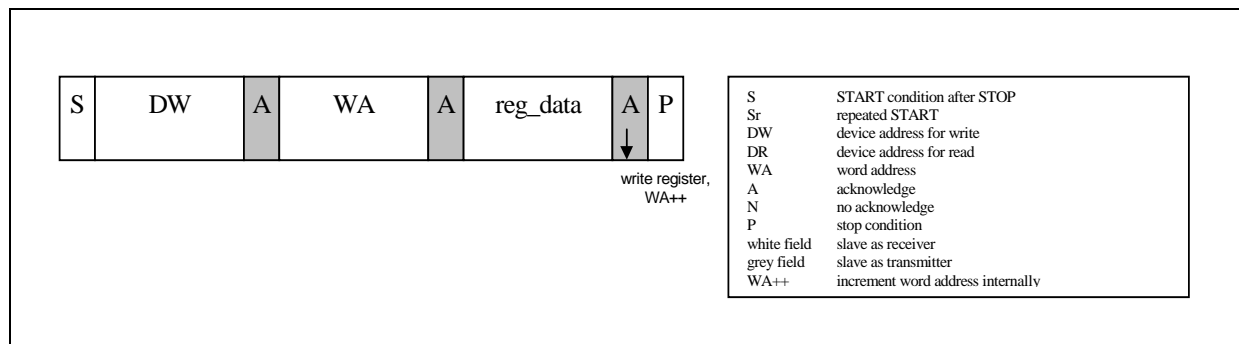 S DW A WA A reg_data A P
write register,
WA++
S START condition after STOP
Sr repeated START
DW device address for write
DR device address for read
WA word address
A acknowledge
N no acknowledge
P stop condition
white field slave as receiver
grey field slave as transmitter
WA++ increment word address internally